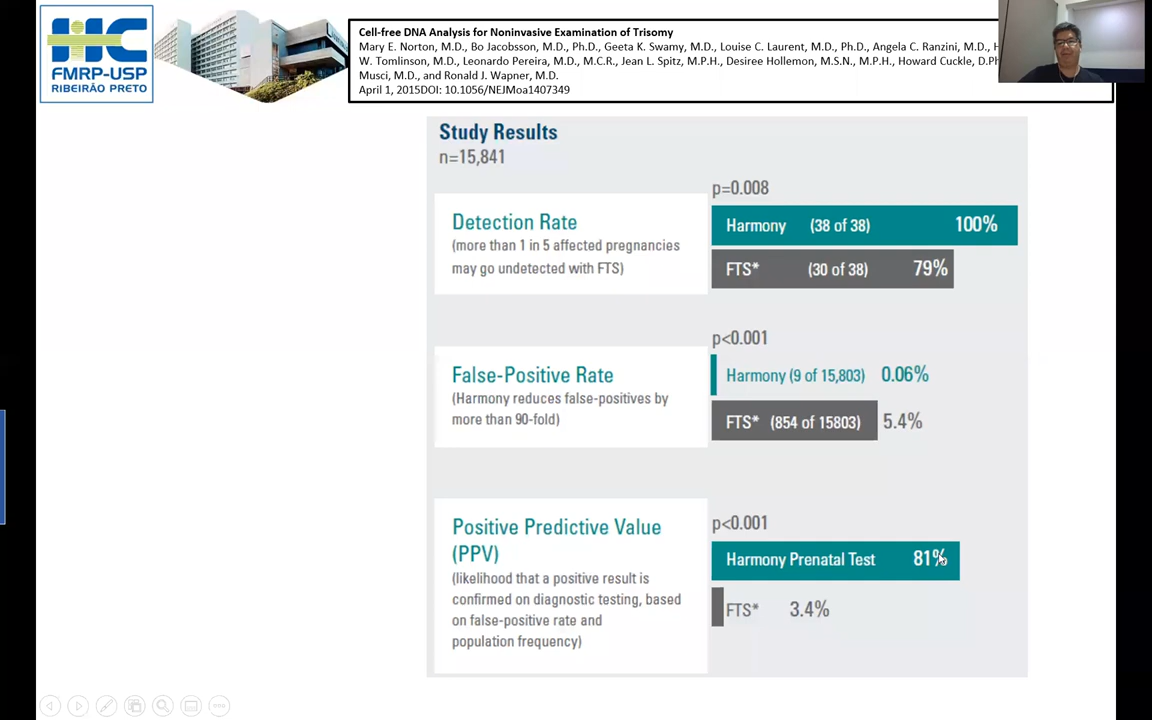 HC
FMRP-USP
RIBEIRÃO PRETO
Cell-free DNA Analysis for Noninvasive Examination of Trisomy
Mary E. Norton, M.D., Bo Jacobsson, M.D., Ph.D., Geeta K. Swamy, M.D., Louise C. Laurent, M.D., Ph.D., Angela C. Ranzini, M.D., H
W. Tomlinson, M.D., Leonardo Pereira, M.D., M.C.R., Jean L. Spitz, M.P.H., Desiree Hollemon, M.S.N., M.P.H., Howard Cuckle, D.Ph
Musci, M.D., and Ronald J. Wapner, M.D.
April 1, 2015DOI: 10.1056/NEJMoa1407349
Study Results
n=15,841
p=0.008
Detection Rate
(more than 1 in 5 affected pregnancies
may go undetected with FTS)
Harmony (38 of 38) 100%
FTS* (30 of 38) 79%
p<0.001
False-Positive Rate
(Harmony reduces false-positives by
more than 90-fold)
Harmony (9 of 15,803) 0.06%
FTS* (854 of 15803) 5.4%
p<0.001
Positive Predictive Value
(PPV)
(likelihood that a positive result is
confirmed on diagnostic testing, based
on false-positive rate and
population frequency)
Harmony Prenatal Test 81%
FTS* 3.4%